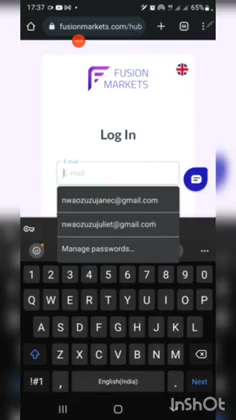 17:37
65%
fusionmarkets.com/hub
FUSION
MARKETS
Log In
E-mail
E-mail
nwaozuzujanec@gmail.com
nwaozuzujuliet@gmail.com
Manage passwords...
1 2 3 4 5 6 7 8 9 0
Q W E R T Y U I O P
A S D F G H J K L
Z X C V B N M
!#1 , English(India) . Next
InShOt